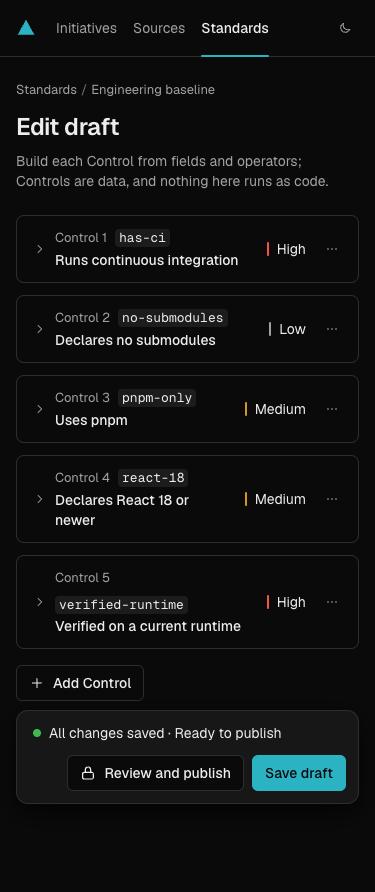 Initiatives Sources Standards
Standards / Engineering baseline
Edit draft
Build each Control from fields and operators;
Controls are data, and nothing here runs as code.
Control 1 has-ci
Runs continuous integration
High
Control 2 no-submodules
Declares no submodules
Low
Control 3 pnpm-only
Uses pnpm
Medium
Control 4 react-18
Declares React 18 or
newer
Medium
Control 5
verified-runtime
Verified on a current runtime
High
Add Control
All changes saved · Ready to publish
Review and publish
Save draft